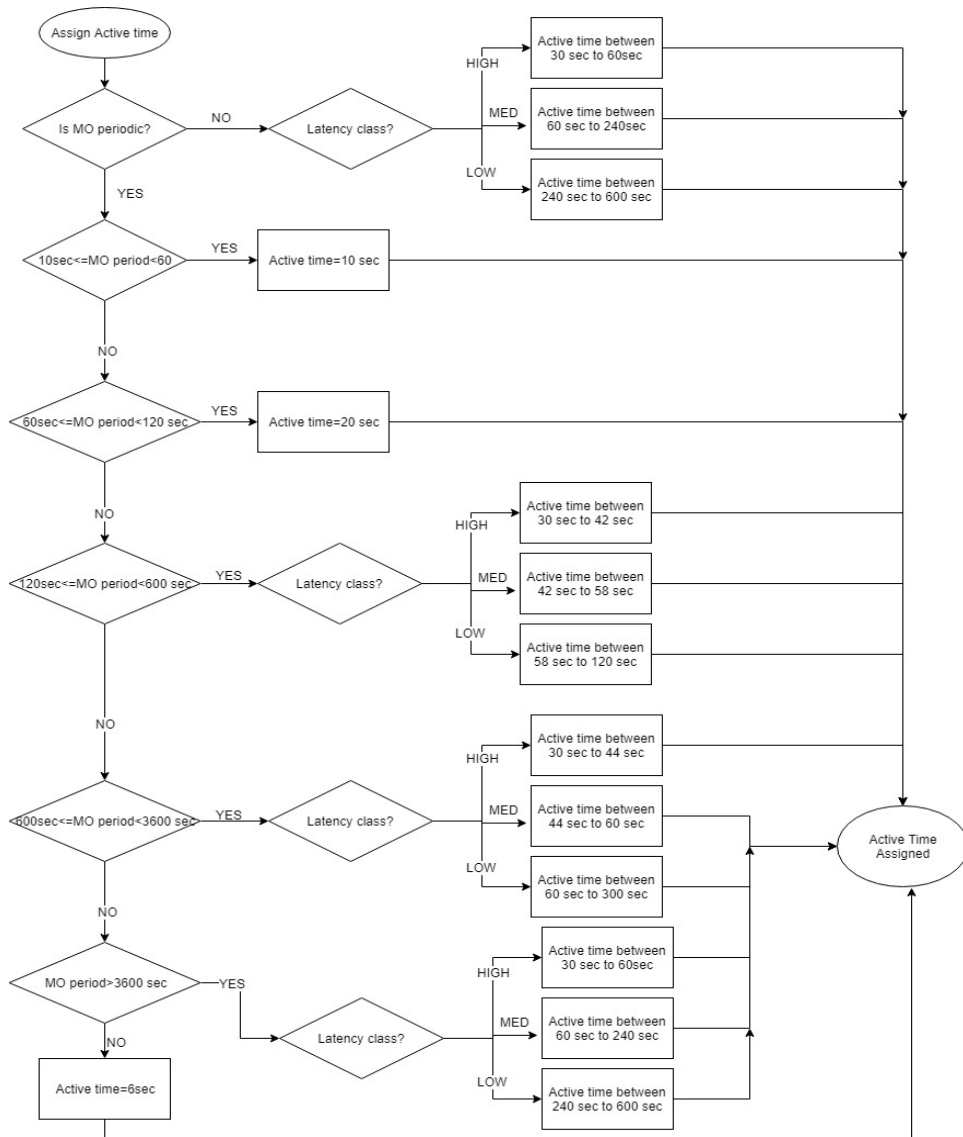 Assign Active time
Is MO periodic?
NO
Latency class?
HIGH
Active time between
30 sec to 60sec
MED
Active time between
60 sec to 240sec
LOW
Active time between
240 sec to 600 sec
YES
10sec<=MO period<60
YES
Active time=10 sec
NO
60sec<=MO period<120 sec
YES
Active time=20 sec
NO
120sec<=MO period<600 sec
YES
Latency class?
HIGH
Active time between
30 sec to 42 sec
MED
Active time between
42 sec to 58 sec
LOW
Active time between
58 sec to 120 sec
NO
600sec<=MO period<3600 sec
YES
Latency class?
HIGH
Active time between
30 sec to 44 sec
MED
Active time between
44 sec to 60 sec
LOW
Active time between
60 sec to 300 sec
Active Time
Assigned
NO
MO period>3600 sec
YES
Latency class?
HIGH
Active time between
30 sec to 60sec
MED
Active time between
60 sec to 240 sec
LOW
Active time between
240 sec to 600 sec
NO
Active time=6sec